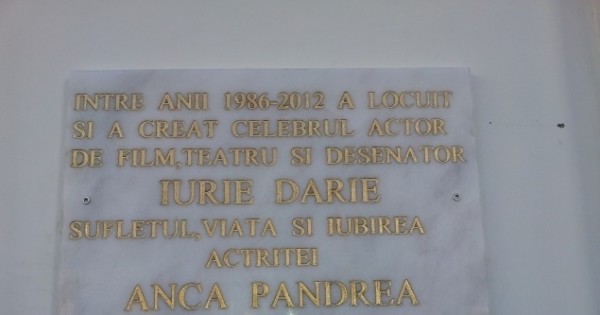 INTRE ANII 1986-2012 A LOCUIT
SI A CREAT CELEBRUL ACTOR
DE FILM,TEATRU SI DESENATOR
IURIE DARIE
SUFLETUL,VIATA SI IUBIREA
ACTRITEI
ANCA PANDREA